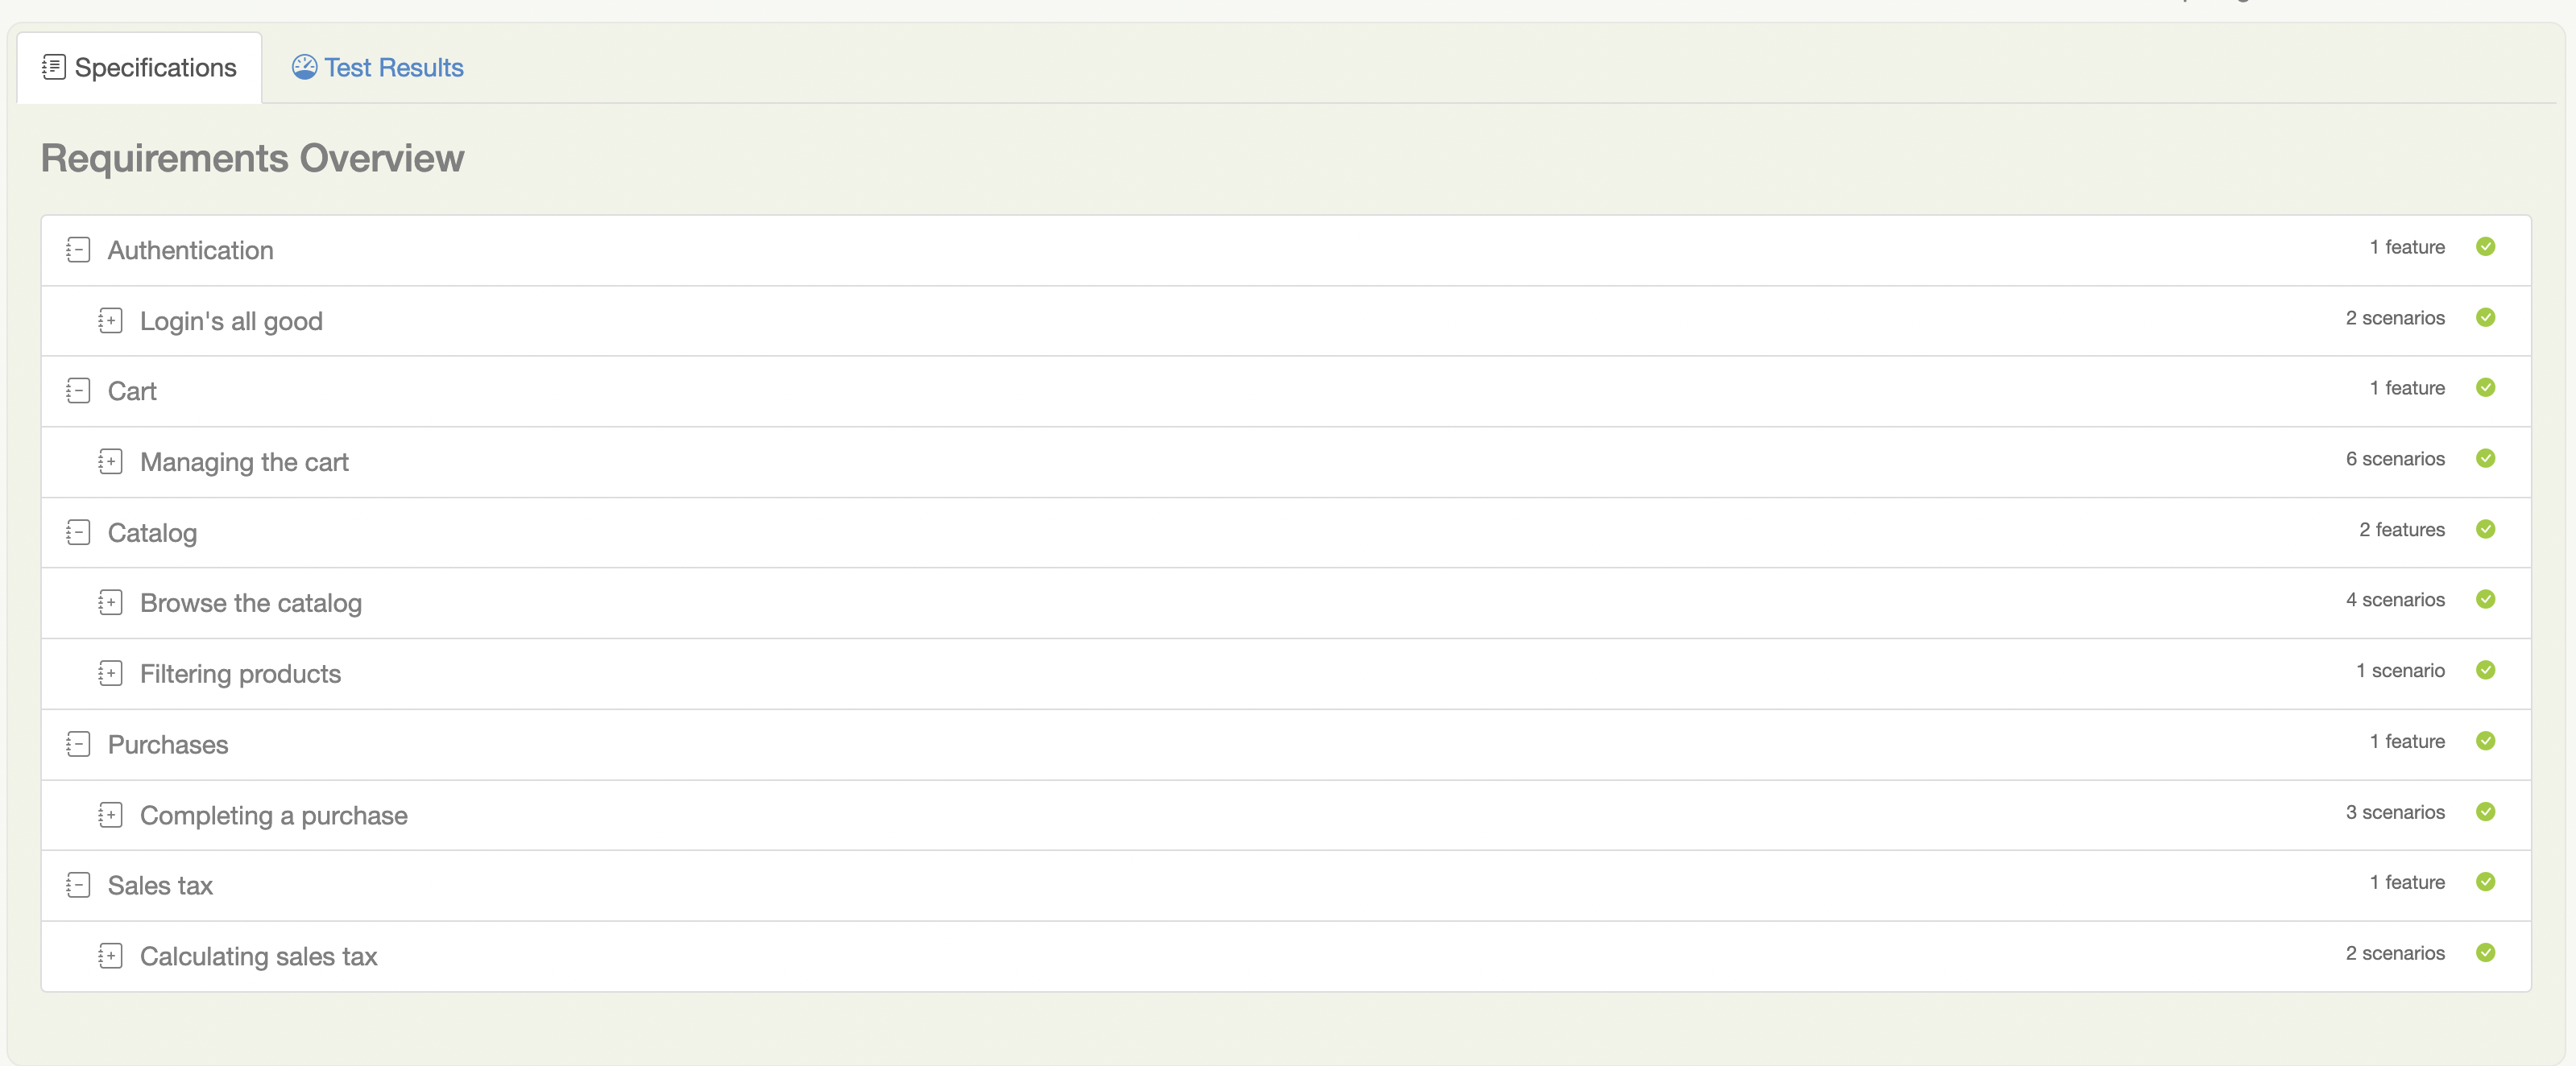 Specifications Test Results
Requirements Overview
Authentication 1 feature
Login's all good 2 scenarios
Cart 1 feature
Managing the cart 6 scenarios
Catalog 2 features
Browse the catalog 4 scenarios
Filtering products 1 scenario
Purchases 1 feature
Completing a purchase 3 scenarios
Sales tax 1 feature
Calculating sales tax 2 scenarios